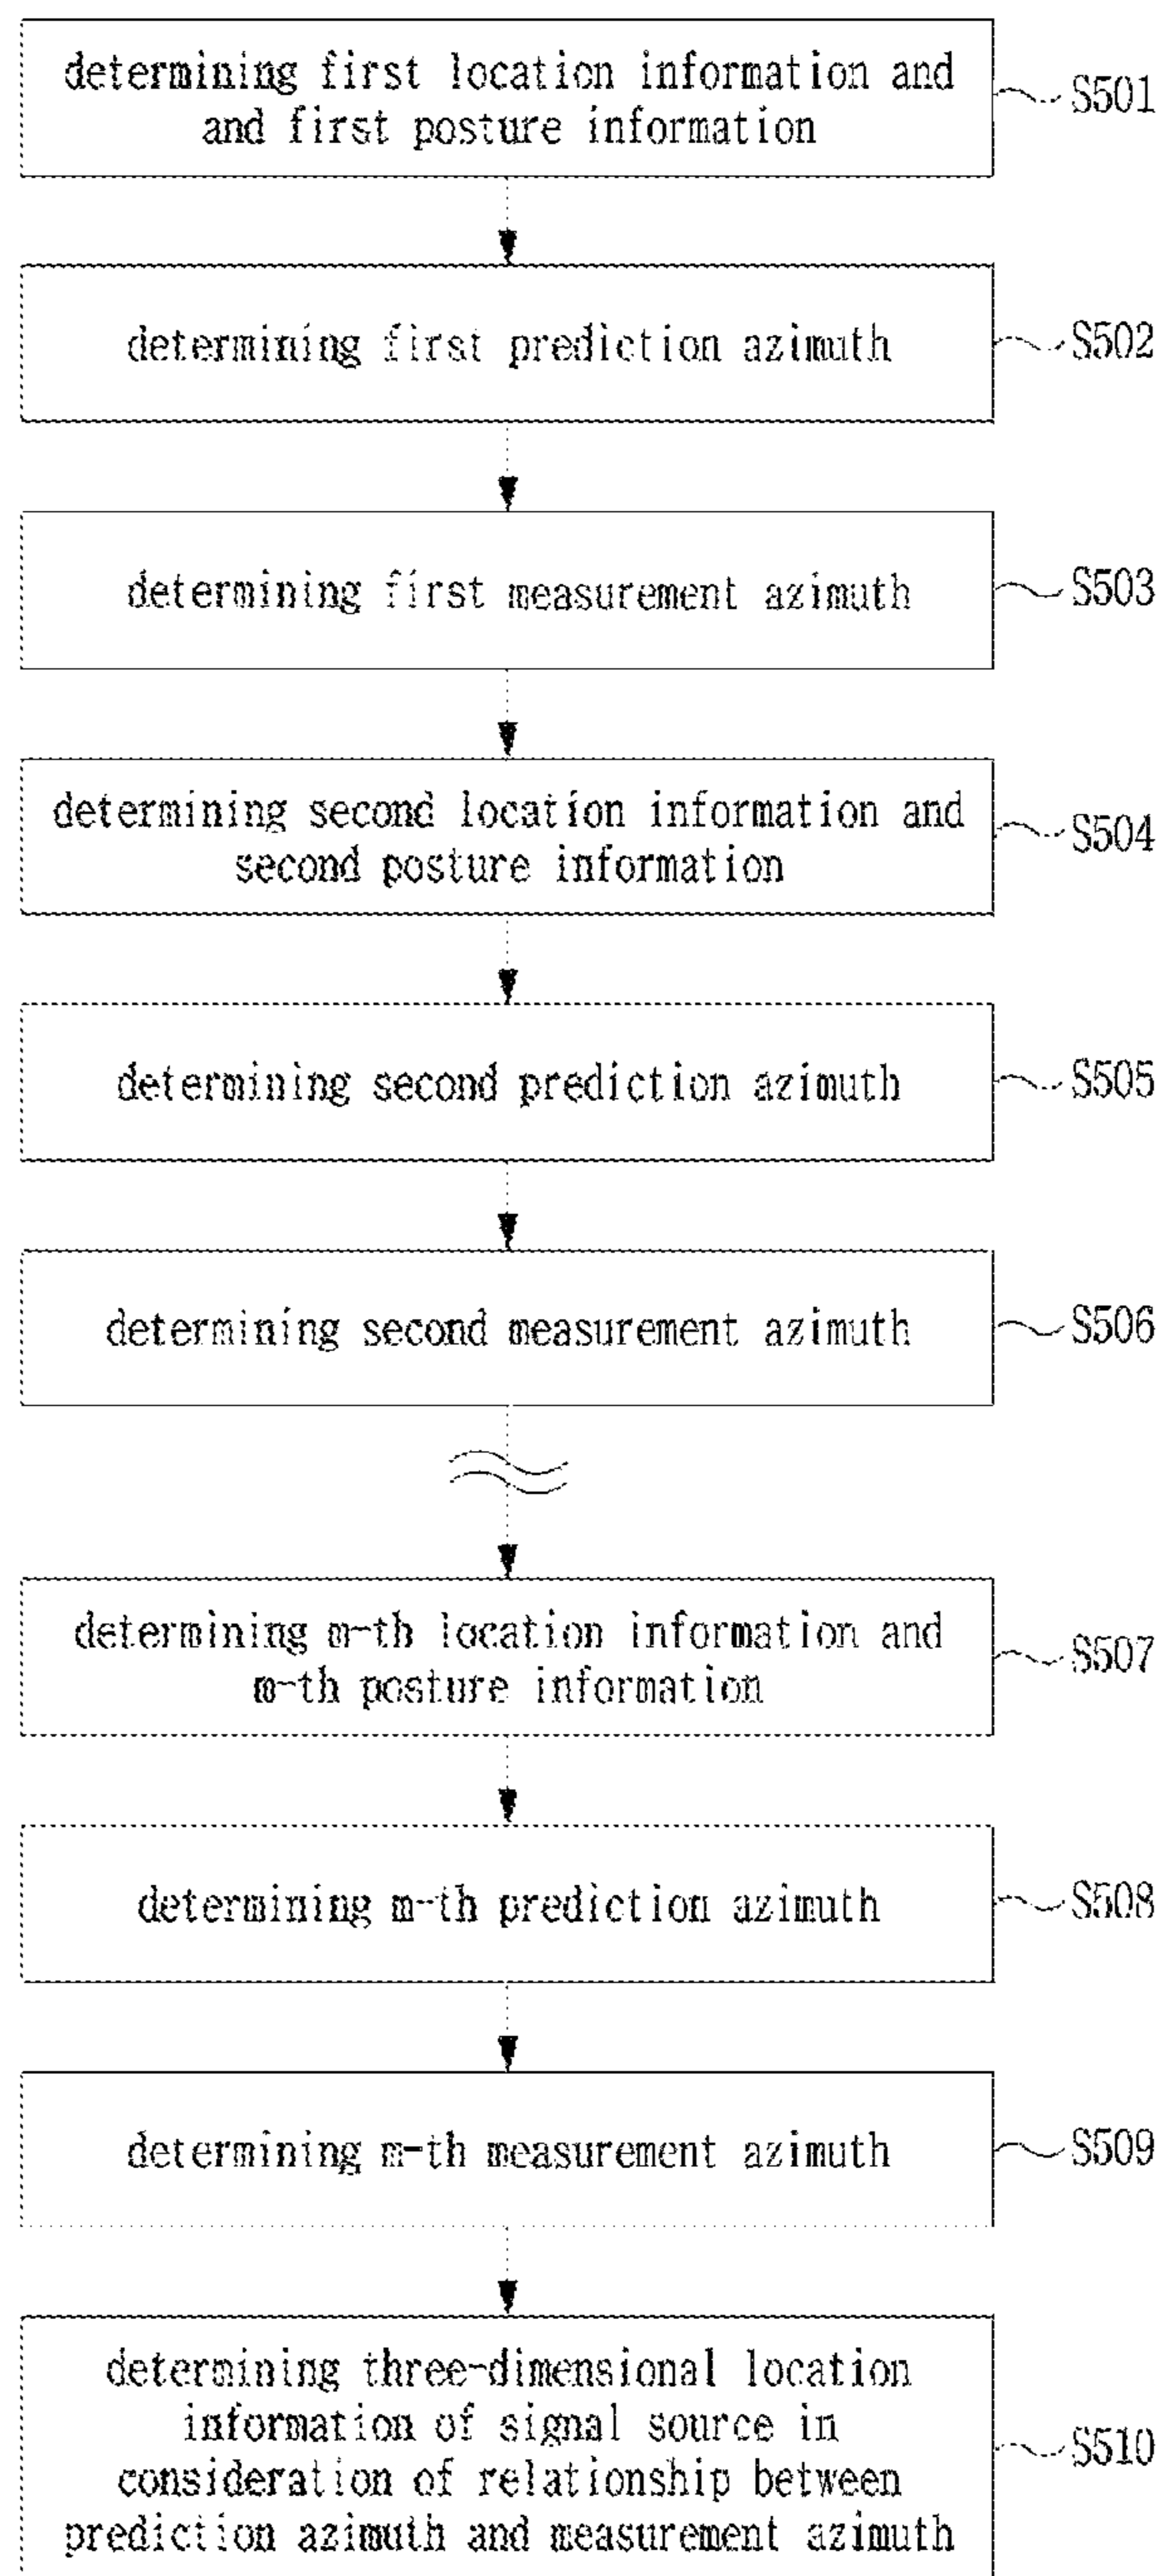 determining first location information and
and first posture information
S501
determining first prediction azimuth
S502
determining first measurement azimuth
S503
determining second location information and
second posture information
S504
determining second prediction azimuth
S505
determining second measurement azimuth
S506
determining m-th location information and
m-th posture information
S507
determining m-th prediction azimuth
S508
determining m-th measurement azimuth
S509
determining three-dimensional location
information of signal source in
consideration of relationship between
prediction azimuth and measurement azimuth
S510